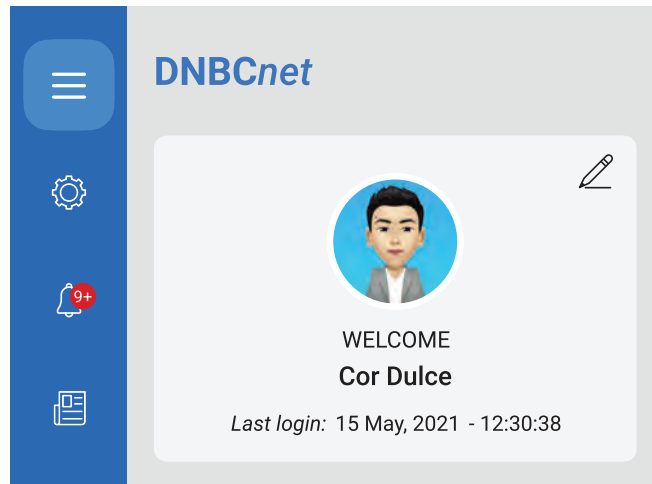 DNBCnet
9+
WELCOME
Cor Dulce
Last login: 15 May, 2021 - 12:30:38